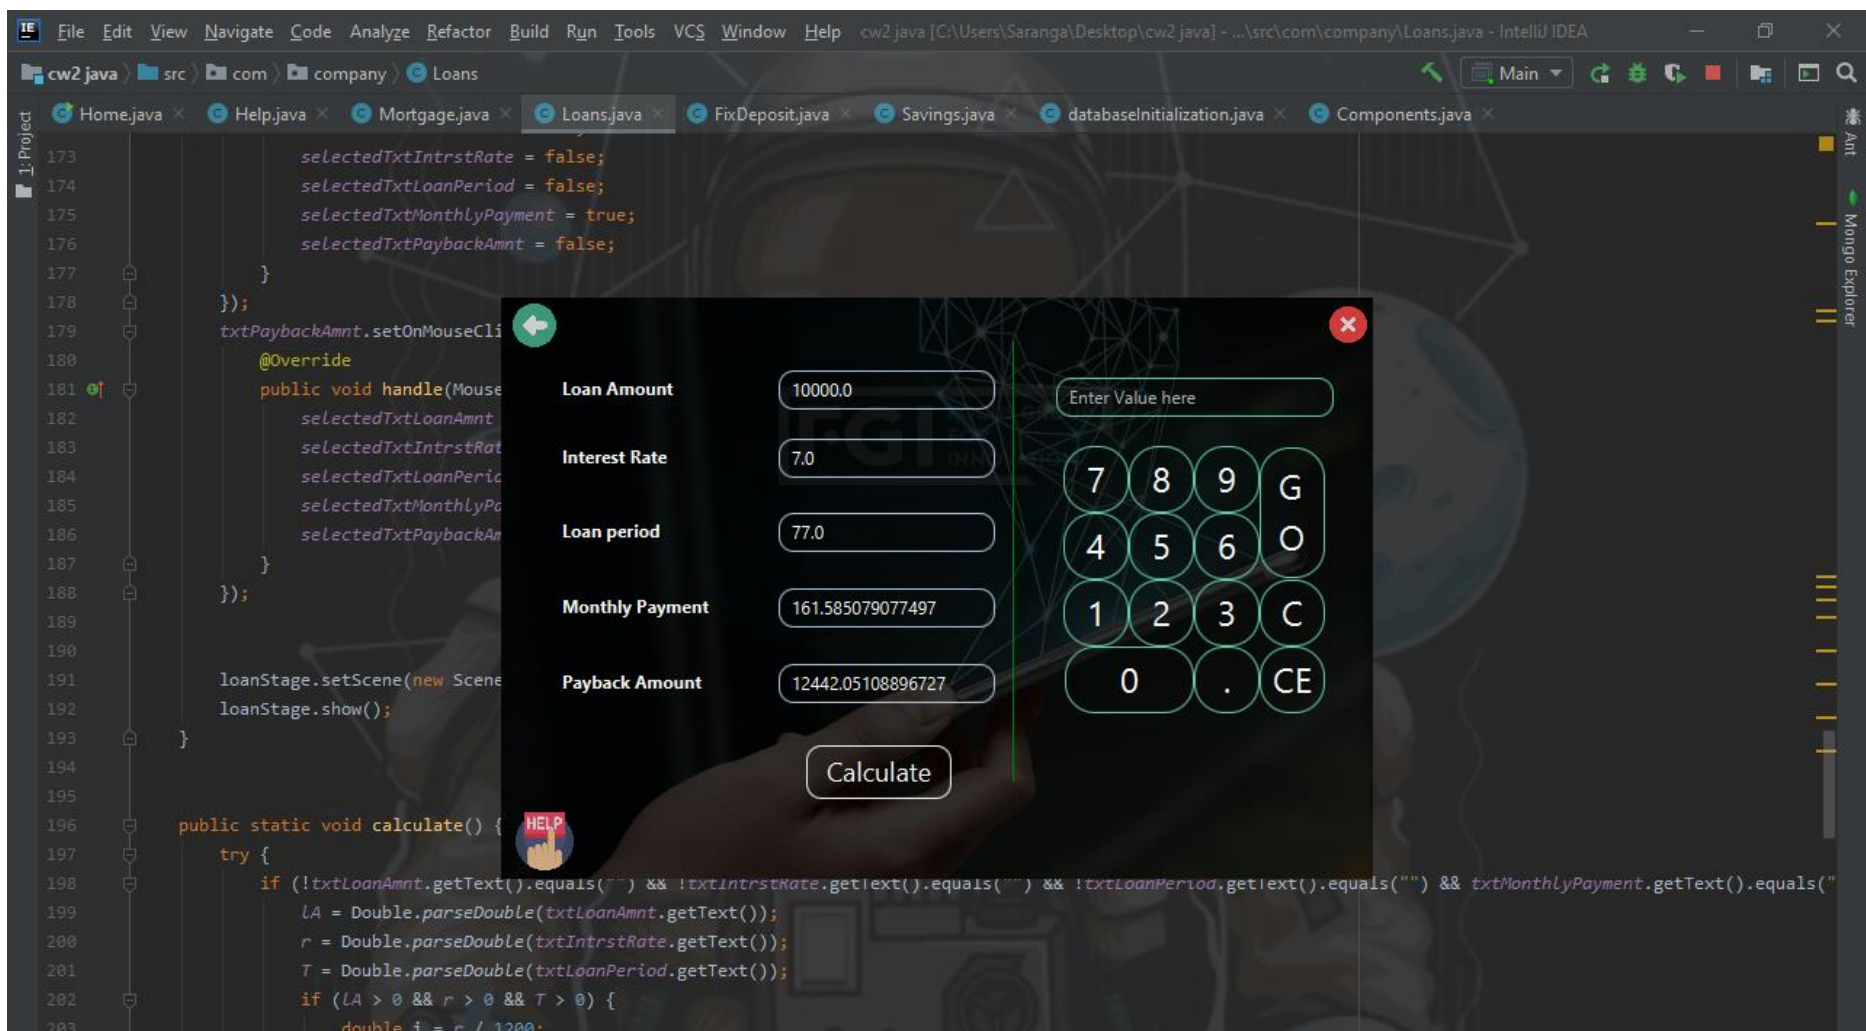 IE File Edit View Navigate Code Analyze Refactor Build Run Tools VCS Window Help cw2 java [C:\Users\Saranga\Desktop\cw2 java] - ...\src\com\company\Loans.java - IntelliJ IDEA
cw2 java src com company Loans Main
Home.java Help.java Mortgage.java Loans.java FixDeposit.java Savings.java databaseInitialization.java Components.java
1: Project
Ant
Mongo Explorer
173 selectedTxtIntrstRate = false;
174 selectedTxtLoanPeriod = false;
175 selectedTxtMonthlyPayment = true;
176 selectedTxtPaybackAmnt = false;
177 }
178 });
179 txtPaybackAmnt.setOnMouseCli
180 @Override
181 public void handle(Mouse
182 selectedTxtLoanAmnt
183 selectedTxtIntrstRat
184 selectedTxtLoanPerio
185 selectedTxtMonthlyPa
186 selectedTxtPaybackAm
187 }
188 });
189
190
191 loanStage.setScene(new Scene
192 loanStage.show();
193 }
194
195
196 public static void calculate() {
197 try {
198 if (!txtLoanAmnt.getText().equals("") && !txtIntrstRate.getText().equals("") && !txtLoanPeriod.getText().equals("") && txtMonthlyPayment.getText().equals("
199 lA = Double.parseDouble(txtLoanAmnt.getText());
200 r = Double.parseDouble(txtIntrstRate.getText());
201 T = Double.parseDouble(txtLoanPeriod.getText());
202 if (lA > 0 && r > 0 && T > 0) {
203 double i = r / 1200;
Loan Amount 10000.0
Interest Rate 7.0
Loan period 77.0
Monthly Payment 161.585079077497
Payback Amount 12442.05108896727
Calculate
HELP
Enter Value here
7 8 9 GO
4 5 6
1 2 3 C
0 . CE